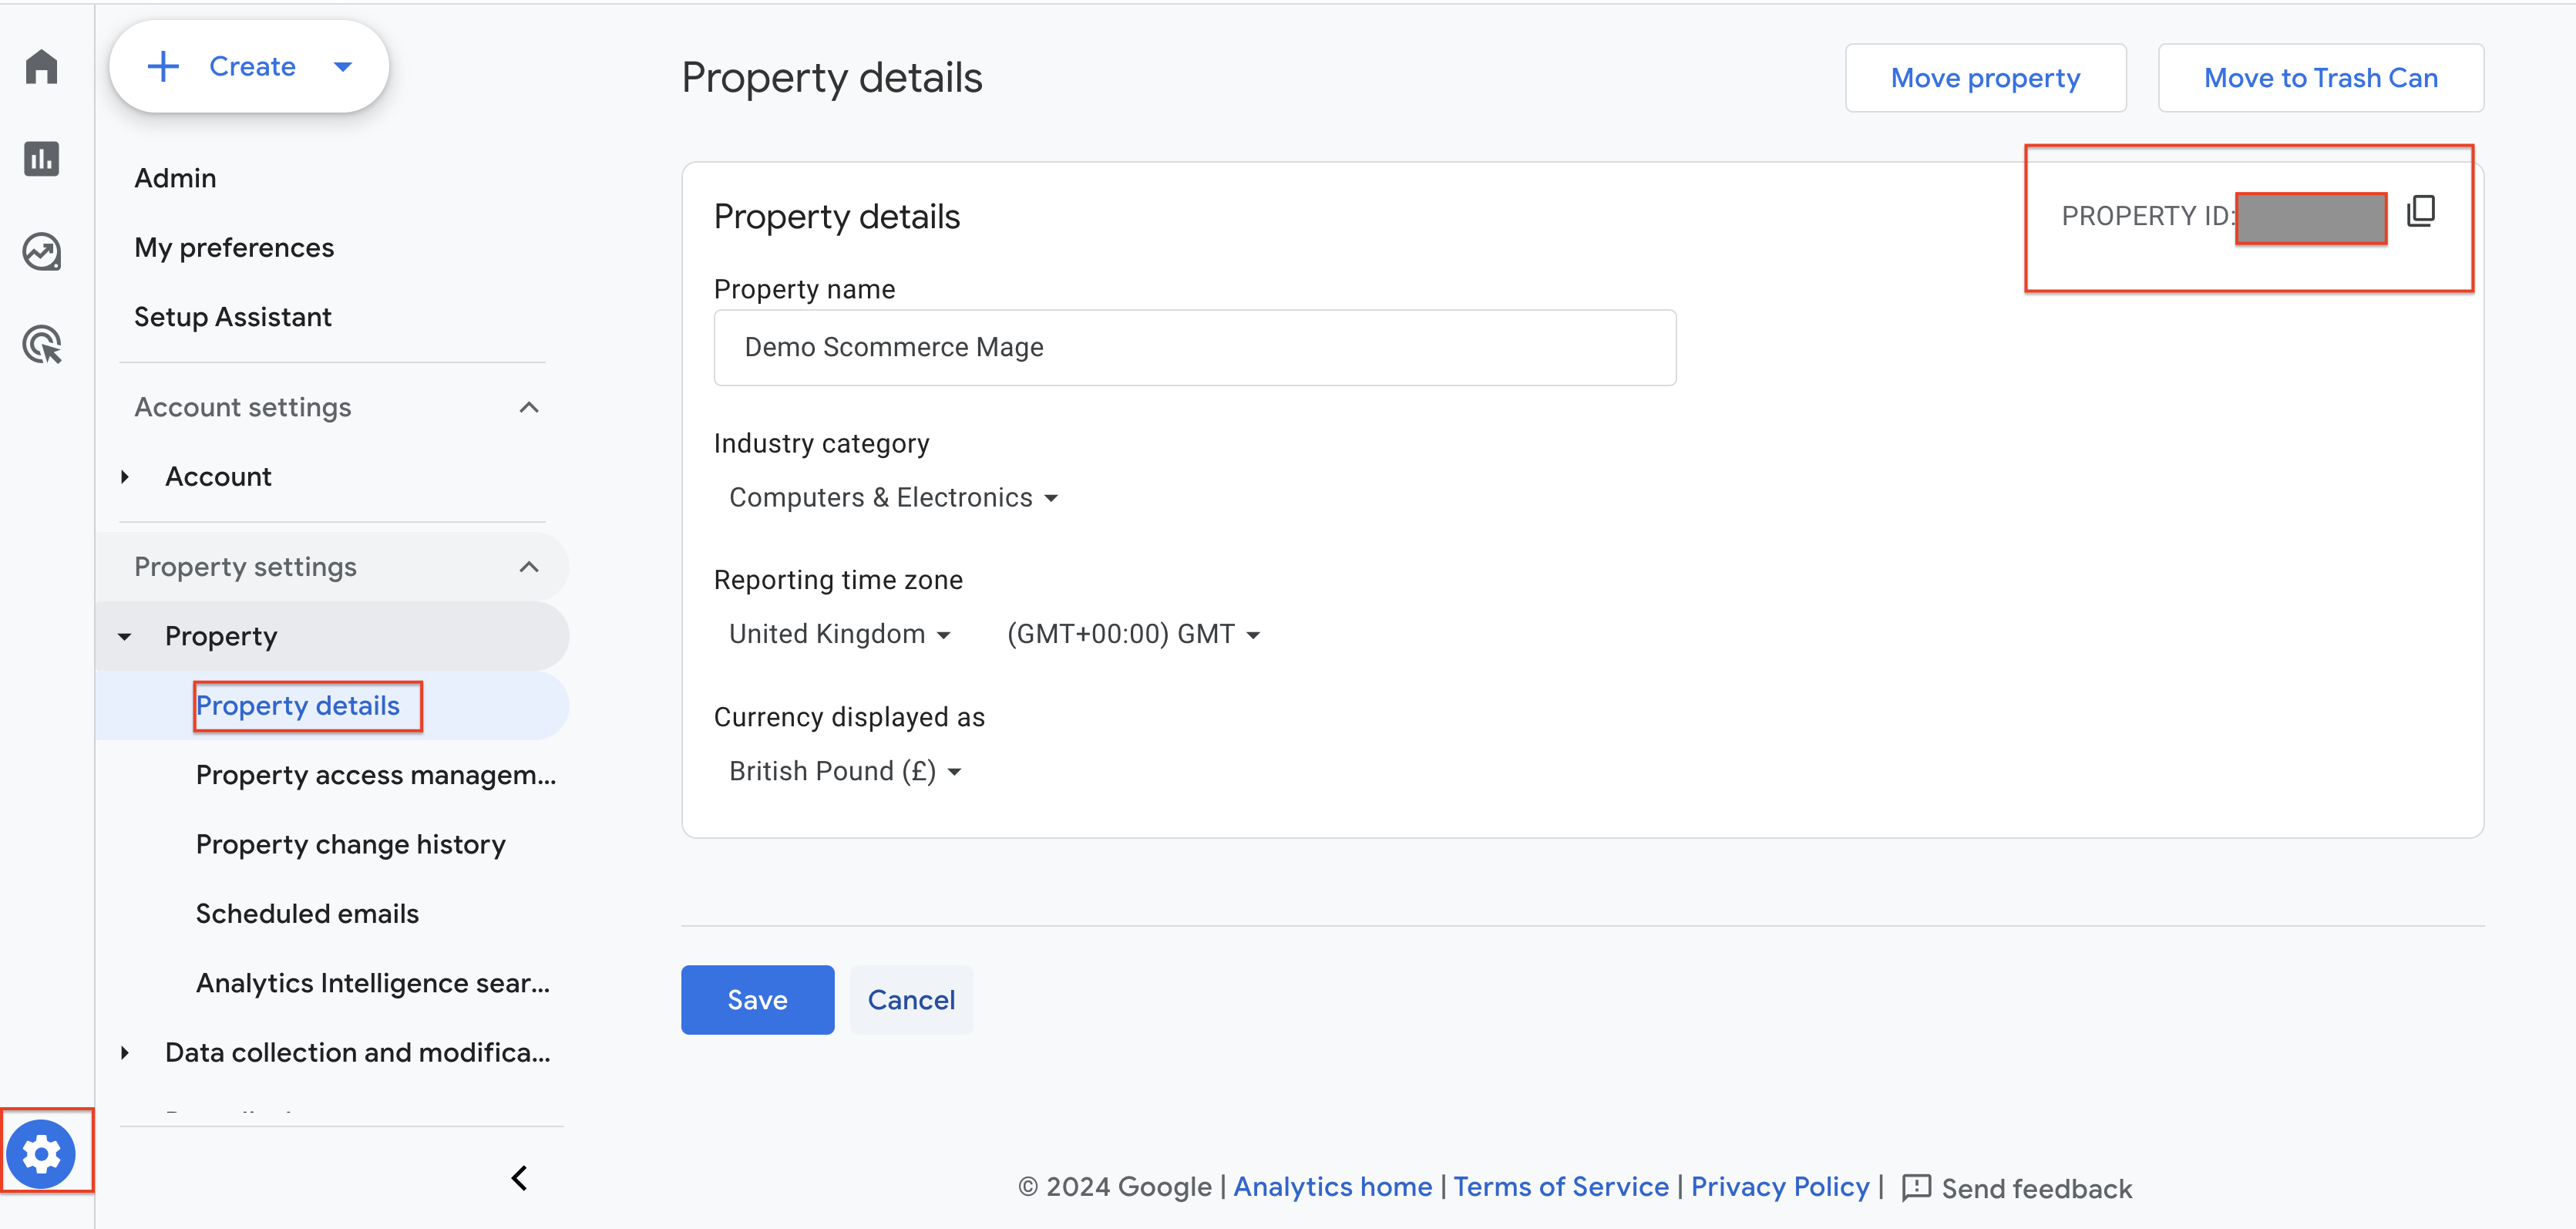 Create
Admin
My preferences
Setup Assistant
Account settings
Account
Property settings
Property
Property details
Property access managem...
Property change history
Scheduled emails
Analytics Intelligence sear...
Data collection and modifica...
Property details
Move property
Move to Trash Can
Property details
PROPERTY ID:
Property name
Demo Scommerce Mage
Industry category
Computers & Electronics
Reporting time zone
United Kingdom (GMT+00:00) GMT
Currency displayed as
British Pound (£)
Save Cancel
© 2024 Google | Analytics home | Terms of Service | Privacy Policy | Send feedback